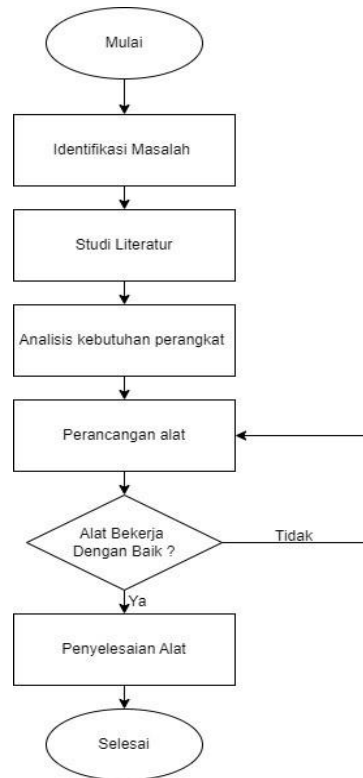 Mulai
Identifikasi Masalah
Studi Literatur
Analisis kebutuhan perangkat
Perancangan alat
Alat Bekerja
Dengan Baik ?
Tidak
Ya
Penyelesaian Alat
Selesai